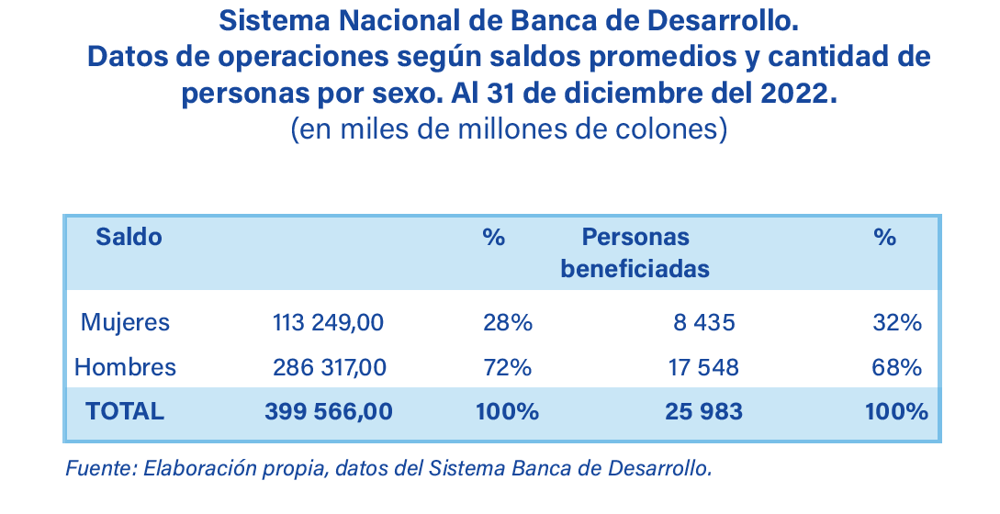 Sistema Nacional de Banca de Desarrollo.
Datos de operaciones según saldos promedios y cantidad de
personas por sexo. Al 31 de diciembre del 2022.
(en miles de millones de colones)
Saldo % Personas beneficiadas %
Mujeres 113 249,00 28% 8 435 32%
Hombres 286 317,00 72% 17 548 68%
TOTAL 399 566,00 100% 25 983 100%
Fuente: Elaboración propia, datos del Sistema Banca de Desarrollo.